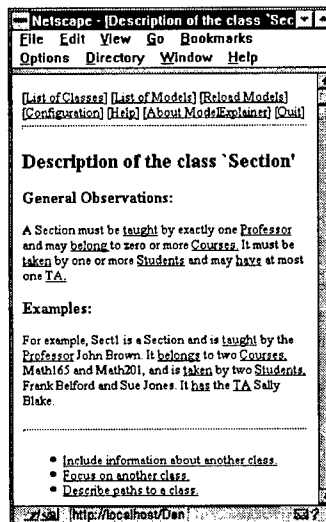 Netscape - [Description of the class `Sec
File Edit View Go Bookmarks
Options Directory Window Help
[List of Classes] [List of Models] [Reload Models]
[Configuration] [Help] [About ModelExplainer] [Quit]
Description of the class `Section'
General Observations:
A Section must be taught by exactly one Professor
and may belong to zero or more Courses. It must be
taken by one or more Students and may have at most
one TA.
Examples:
For example, Sect1 is a Section and is taught by the
Professor John Brown. It belongs to two Courses,
Math165 and Math201, and is taken by two Students,
Frank Belford and Sue Jones. It has the TA Sally
Blake.
Include information about another class.
Focus on another class.
Describe paths to a class.
http://localhost/Den